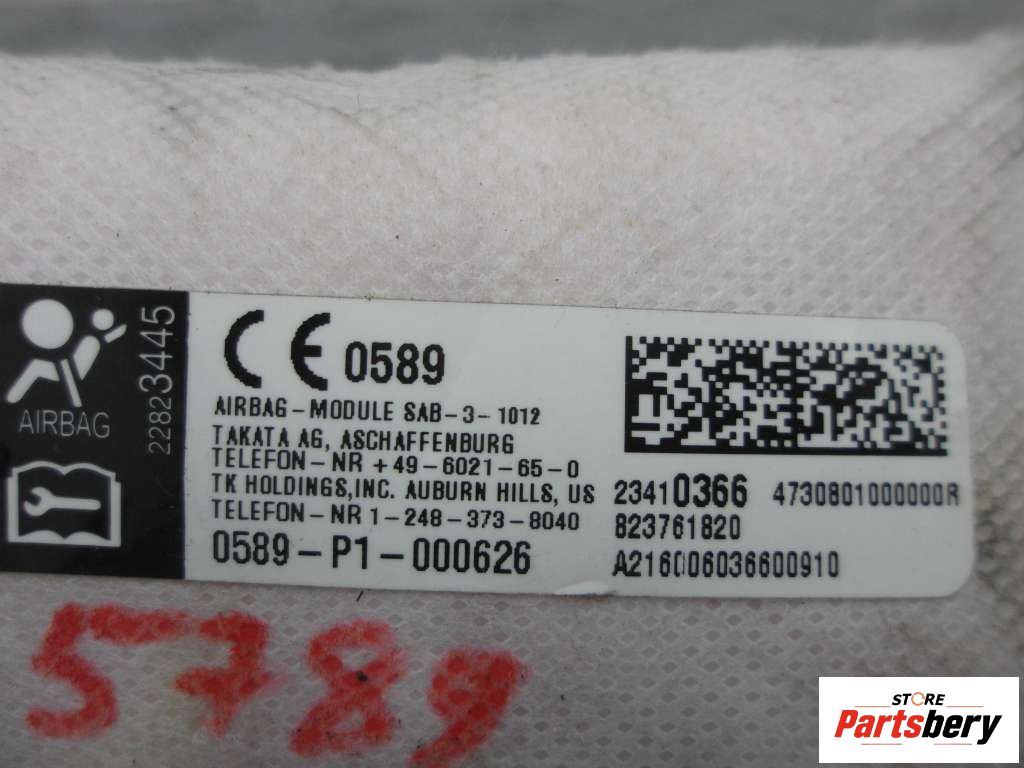 AIRBAG
22823445
CE 0589
AIRBAG-MODULE SAB-3-1012
TAKATA AG, ASCHAFFENBURG
TELEFON-NR +49-6021-65-0
TK HOLDINGS,INC. AUBURN HILLS, US
TELEFON-NR 1-248-373-8040
0589-P1-000626
23410366 4730801000000R
823761820
A216006036600910
5789
STORE
Partsbery